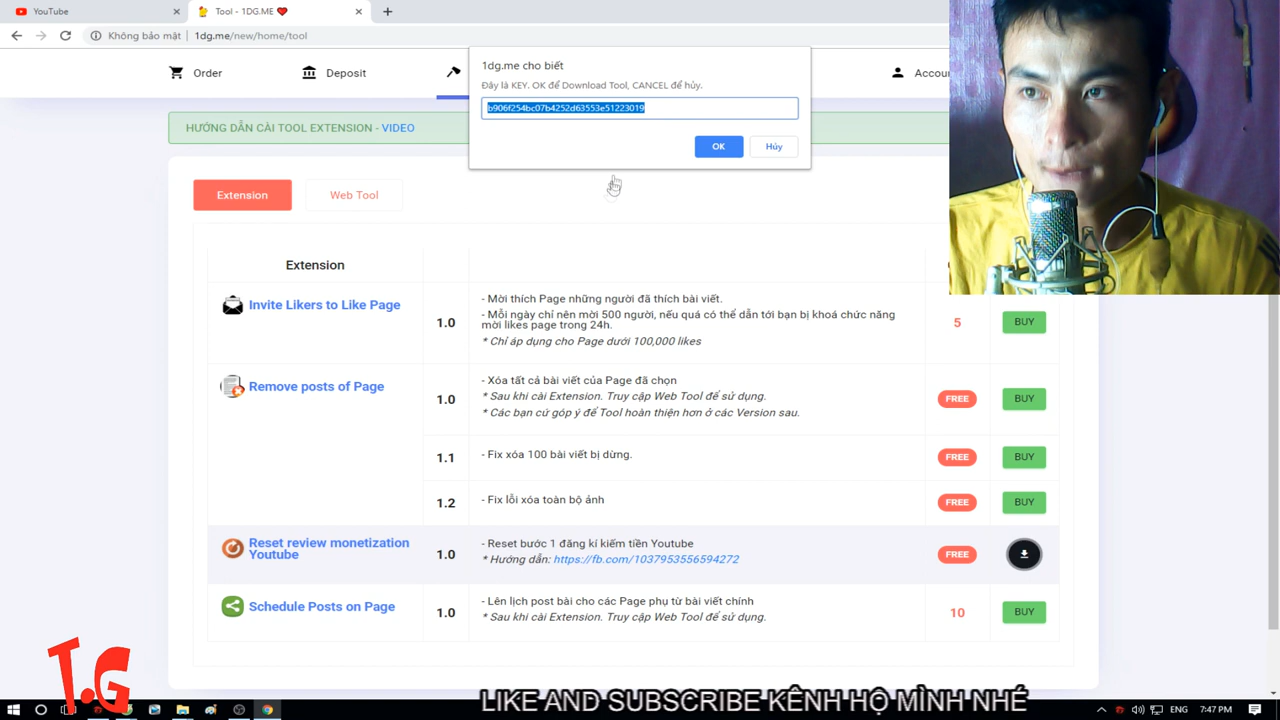 YouTube
Tool - 1DG.ME ❤
Không bảo mật | 1dg.me/new/home/tool
Order
Deposit
Accou
1dg.me cho biết
Đây là KEY. OK để Download Tool, CANCEL để hủy.
b906f254bc07b4252d63553e51223019
OK
Hủy
HƯỚNG DẪN CÀI TOOL EXTENSION - VIDEO
Extension
Web Tool
Extension
Invite Likers to Like Page
1.0
- Mời thích Page những người đã thích bài viết.
- Mỗi ngày chỉ nên mời 500 người, nếu quá có thể dẫn tới bạn bị khoá chức năng
mời likes page trong 24h.
* Chỉ áp dụng cho Page dưới 100,000 likes
5
BUY
Remove posts of Page
1.0
- Xóa tất cả bài viết của Page đã chọn
* Sau khi cài Extension. Truy cập Web Tool để sử dụng.
* Các bạn cứ góp ý để Tool hoàn thiện hơn ở các Version sau.
FREE
BUY
1.1
- Fix xóa 100 bài viết bị dừng.
FREE
BUY
1.2
- Fix lỗi xóa toàn bộ ảnh
FREE
BUY
Reset review monetization
Youtube
1.0
- Reset bước 1 đăng kí kiếm tiền Youtube
* Hướng dẫn: https://fb.com/1037953556594272
FREE
Schedule Posts on Page
1.0
- Lên lịch post bài cho các Page phụ từ bài viết chính
* Sau khi cài Extension. Truy cập Web Tool để sử dụng.
10
BUY
T.G
LIKE AND SUBSCRIBE KÊNH HỘ MÌNH NHÉ
ENG
7:47 PM